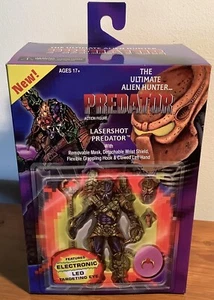 New!
AGES 17+
THE
ULTIMATE
ALIEN HUNTER...
PREDATOR
ACTION FIGURE
LASERSHOT
PREDATOR
With
Removable Mask, Detachable Wrist Shield,
Flexible Grappling Hook & Clawed Left Hand
FEATURES
ELECTRONIC
LED
TARGETING EYE